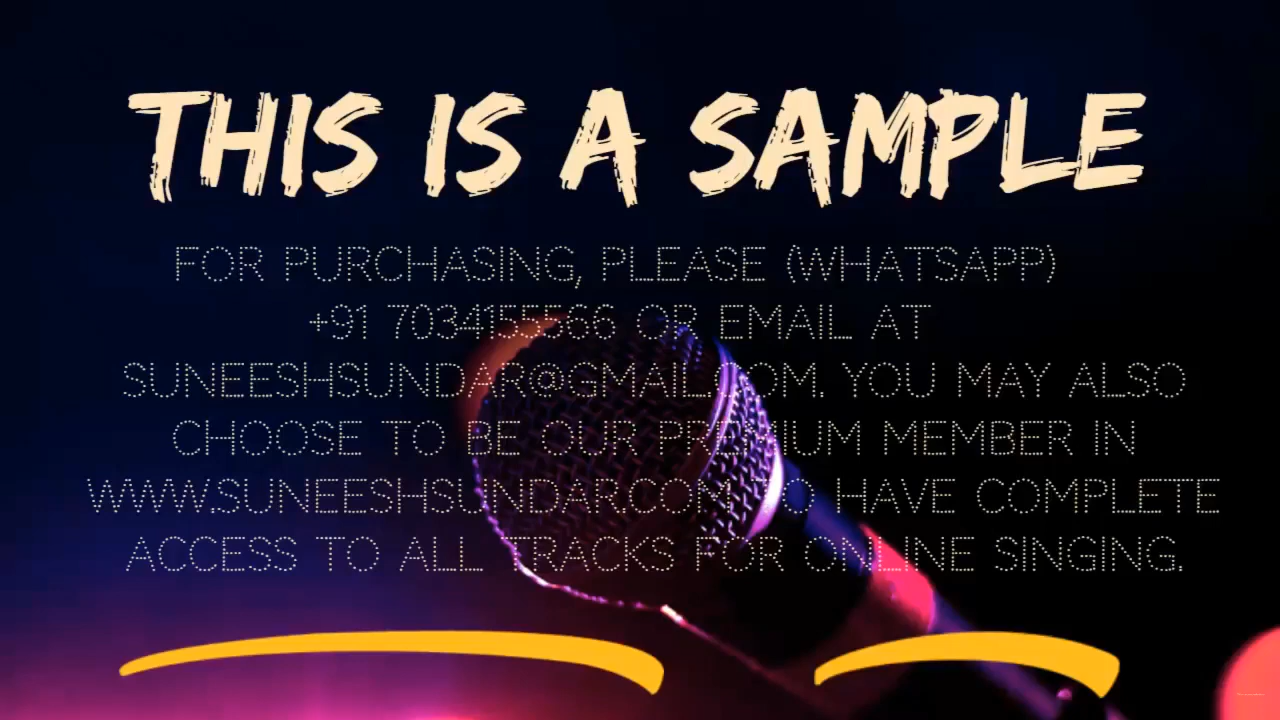 THIS IS A SAMPLE
FOR PURCHASING, PLEASE (WHATSAPP)
+91 7034155566 OR EMAIL AT
SUNEESHSUNDAR@GMAIL.COM. YOU MAY ALSO
CHOOSE TO BE OUR PREMIUM MEMBER IN
WWW.SUNEESHSUNDAR.COM TO HAVE COMPLETE
ACCESS TO ALL TRACKS FOR ONLINE SINGING.